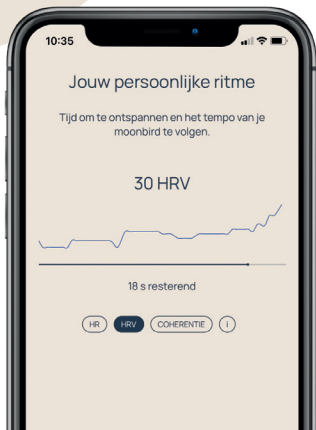 10:35
Jouw persoonlijke ritme
Tijd om te ontspannen en het tempo van je
moonbird te volgen.
30 HRV
18 s resterend
HR HRV COHERENTIE i